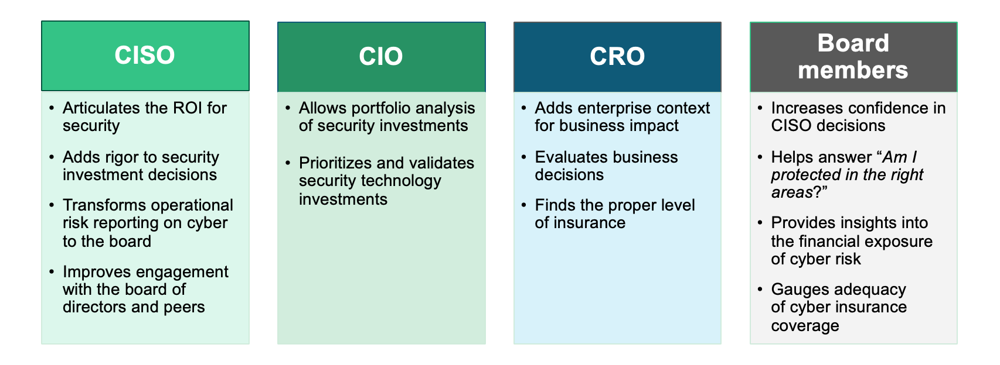 CISO
• Articulates the ROI for
security
• Adds rigor to security
investment decisions
• Transforms operational
risk reporting on cyber
to the board
• Improves engagement
with the board of
directors and peers
CIO
• Allows portfolio analysis
of security investments
• Prioritizes and validates
security technology
investments
CRO
• Adds enterprise context
for business impact
• Evaluates business
decisions
• Finds the proper level
of insurance
Board
members
• Increases confidence in
CISO decisions
• Helps answer “Am I
protected in the right
areas?”
• Provides insights into
the financial exposure
of cyber risk
• Gauges adequacy
of cyber insurance
coverage